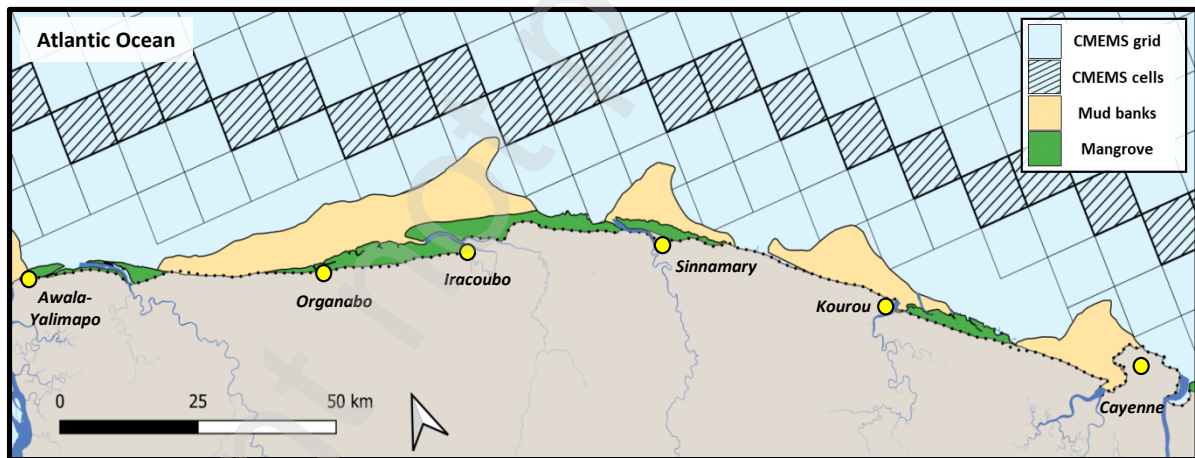 Atlantic Ocean
CMEMS grid
CMEMS cells
Mud banks
Mangrove
Awala-
Yalimapo
Organabo
Iracoubo
Sinnamary
Kourou
Cayenne
0 25 50 km